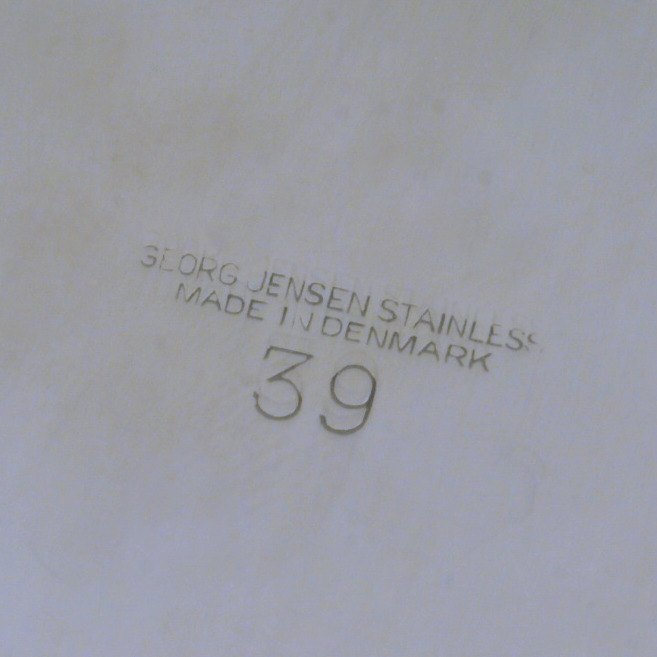 GEORG JENSEN STAINLESS
MADE IN DENMARK
39